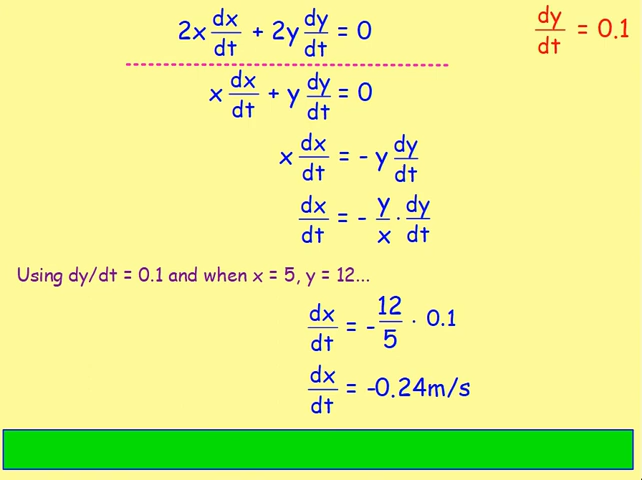 2x dx/dt + 2y dy/dt = 0
dy/dt = 0.1
x dx/dt + y dy/dt = 0
x dx/dt = - y dy/dt
dx/dt = - y/x · dy/dt
Using dy/dt = 0.1 and when x = 5, y = 12...
dx/dt = - 12/5 · 0.1
dx/dt = -0.24m/s